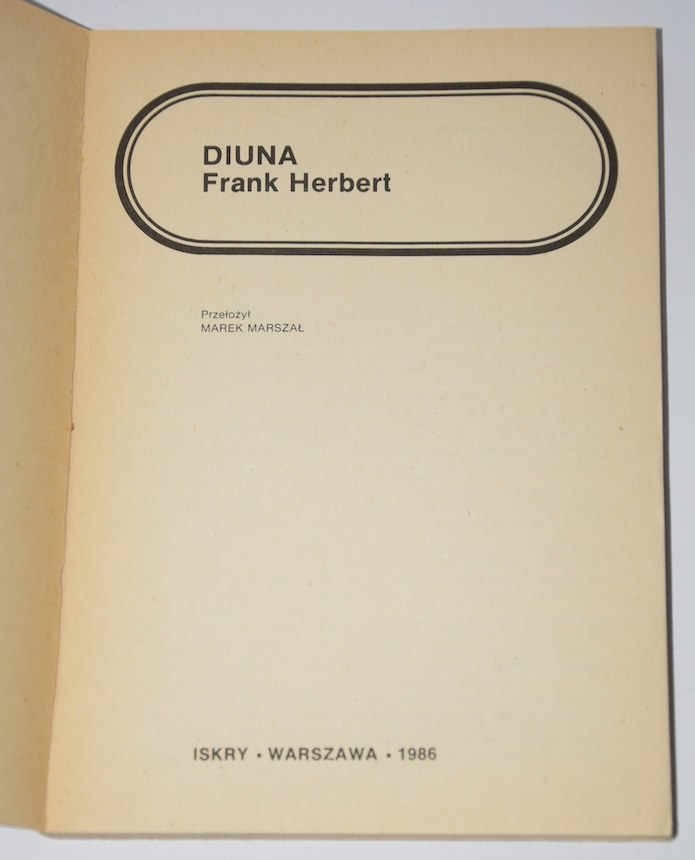 DIUNA
Frank Herbert
Przełożył
MAREK MARSZAŁ
ISKRY • WARSZAWA • 1986